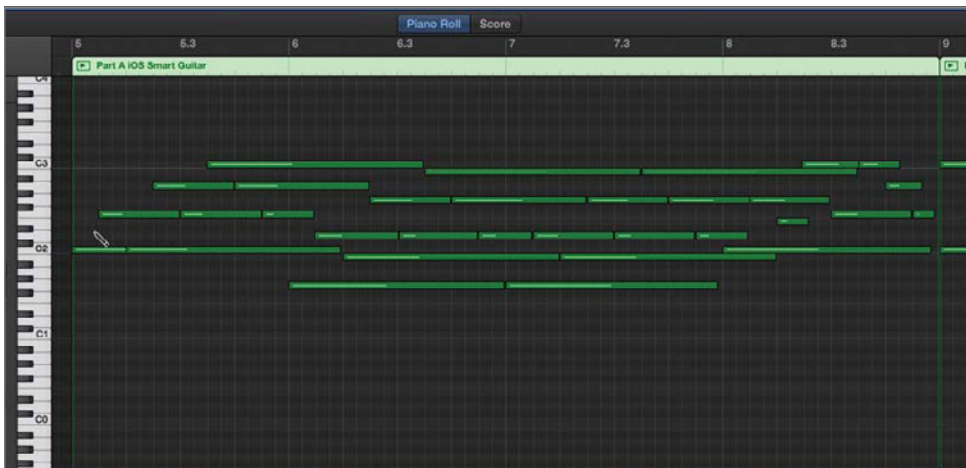 Piano Roll Score
5 5.3 6 6.3 7 7.3 8 8.3 9
Part A iOS Smart Guitar
C3
C2
C1
C0